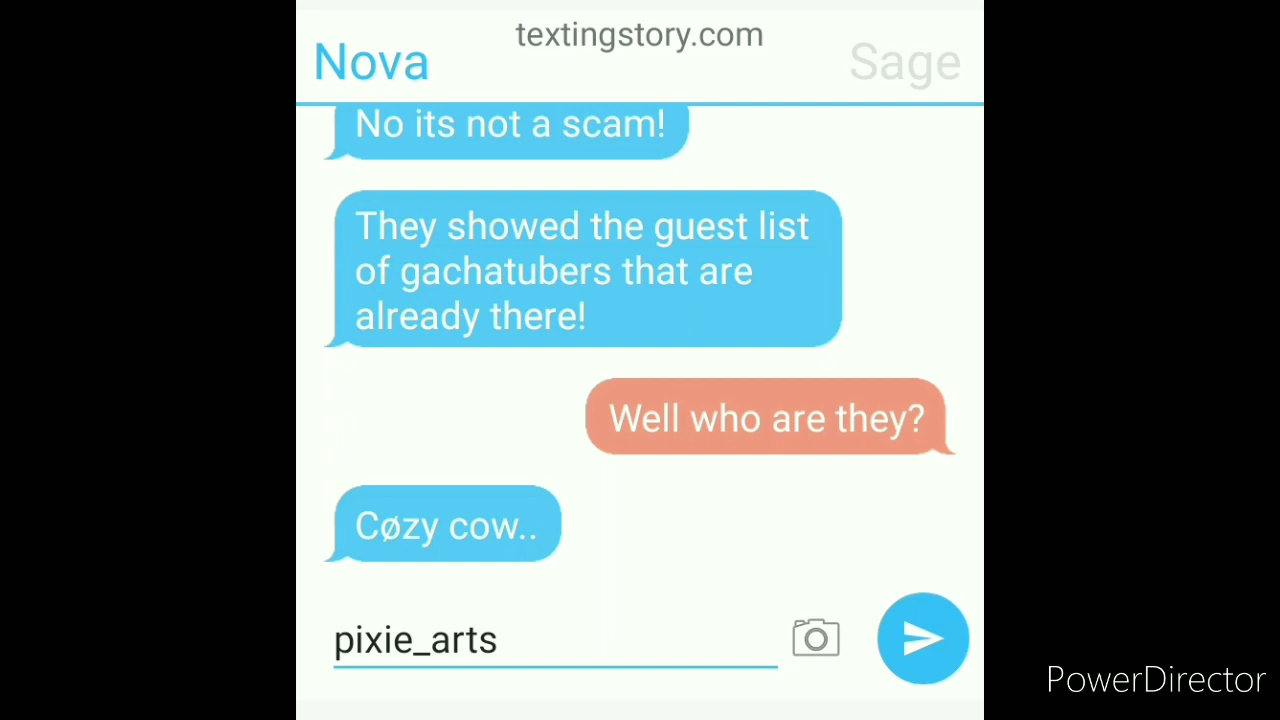 textingstory.com
Nova
Sage
No its not a scam!
They showed the guest list
of gachatubers that are
already there!
Well who are they?
Cøzy cow..
pixie_arts
PowerDirector